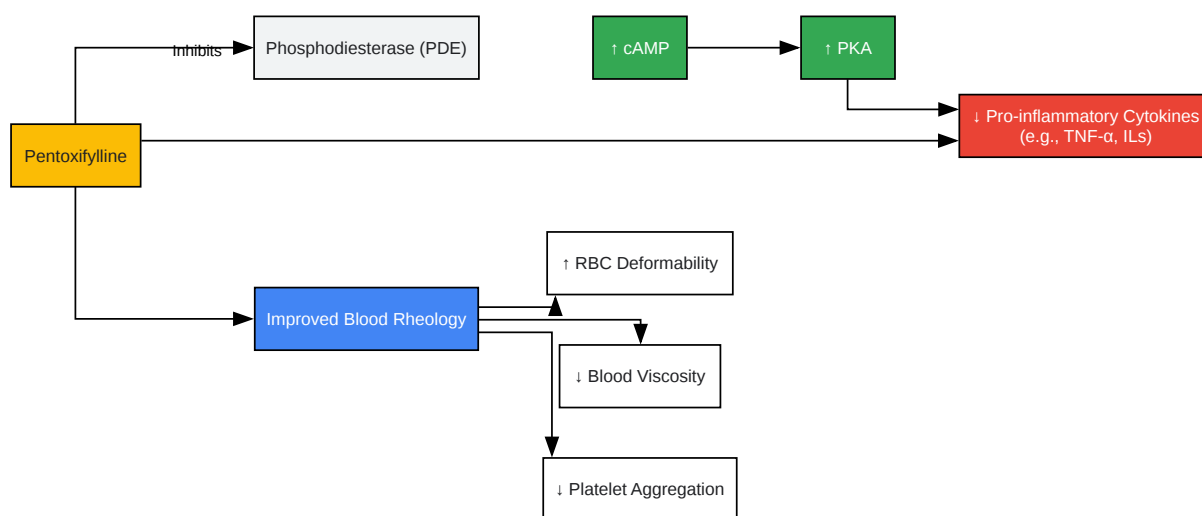 Inhibits
Phosphodiesterase (PDE)
↑ cAMP
↑ PKA
↓ Pro-inflammatory Cytokines
(e.g., TNF-α, ILs)
Pentoxifylline
↑ RBC Deformability
Improved Blood Rheology
↓ Blood Viscosity
↓ Platelet Aggregation